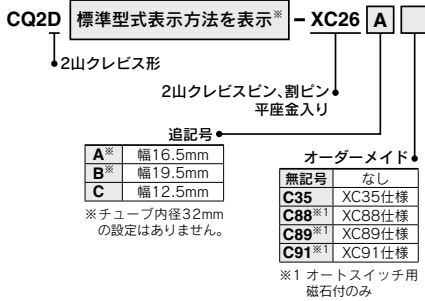 CQ2D 標準型式表示方法を表示※ − XC26 A
2山クレビス形
2山クレビスピン、割ピン
平座金入り
追記号
A※ 幅16.5mm
B※ 幅19.5mm
C 幅12.5mm
※チューブ内径32mm
の設定はありません。
オーダーメイド
無記号 なし
C35 XC35仕様
C88※1 XC88仕様
C89※1 XC89仕様
C91※1 XC91仕様
※1 オートスイッチ用
磁石付のみ